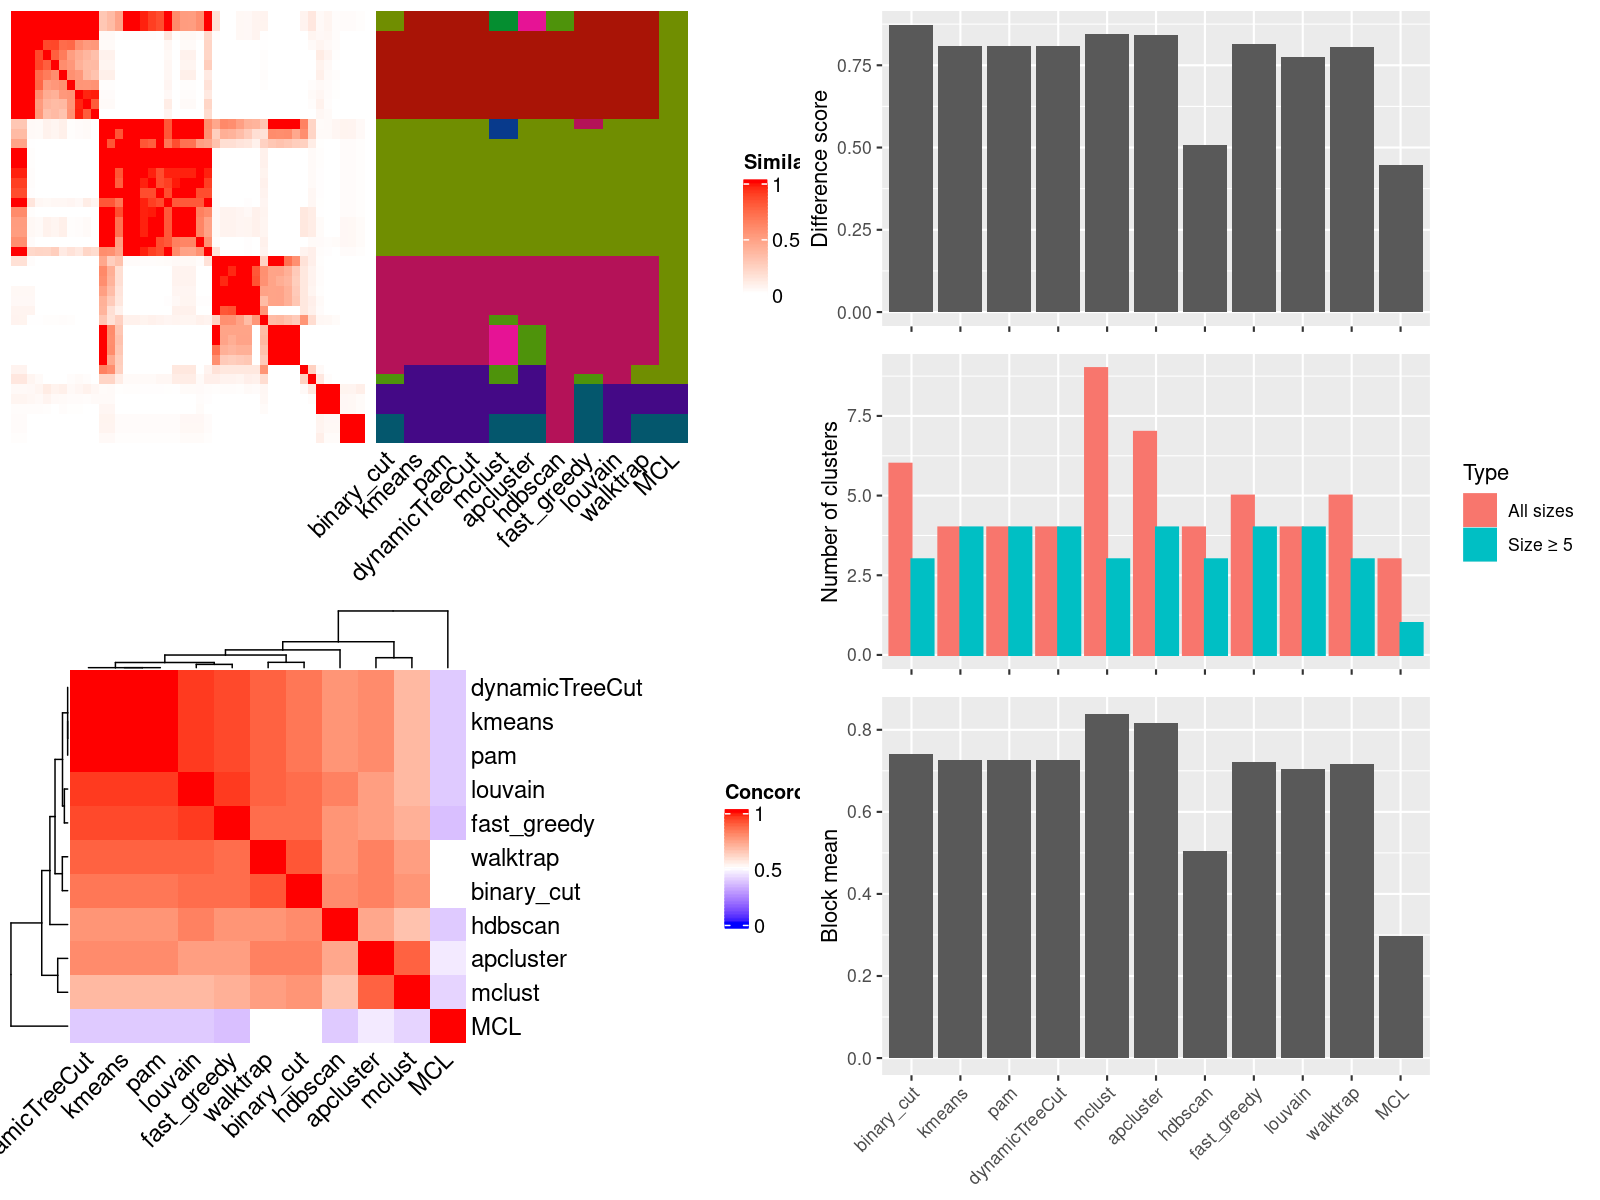 Simila
1
0.5
0
binary_cut
kmeans
pam
dynamicTreeCut
mclust
apcluster
hdbscan
fast_greedy
louvain
walktrap
MCL
dynamicTreeCut
kmeans
pam
louvain
fast_greedy
walktrap
binary_cut
hdbscan
apcluster
mclust
MCL
amicTreeCut
kmeans
pam
louvain
fast_greedy
walktrap
binary_cut
hdbscan
apcluster
mclust
MCL
Concord
1
0.5
0
Difference score
0.75
0.50
0.25
0.00
Number of clusters
7.5
5.0
2.5
0.0
Type
All sizes
Size ≥ 5
Block mean
0.8
0.6
0.4
0.2
0.0
binary_cut
kmeans
pam
dynamicTreeCut
mclust
apcluster
hdbscan
fast_greedy
louvain
walktrap
MCL